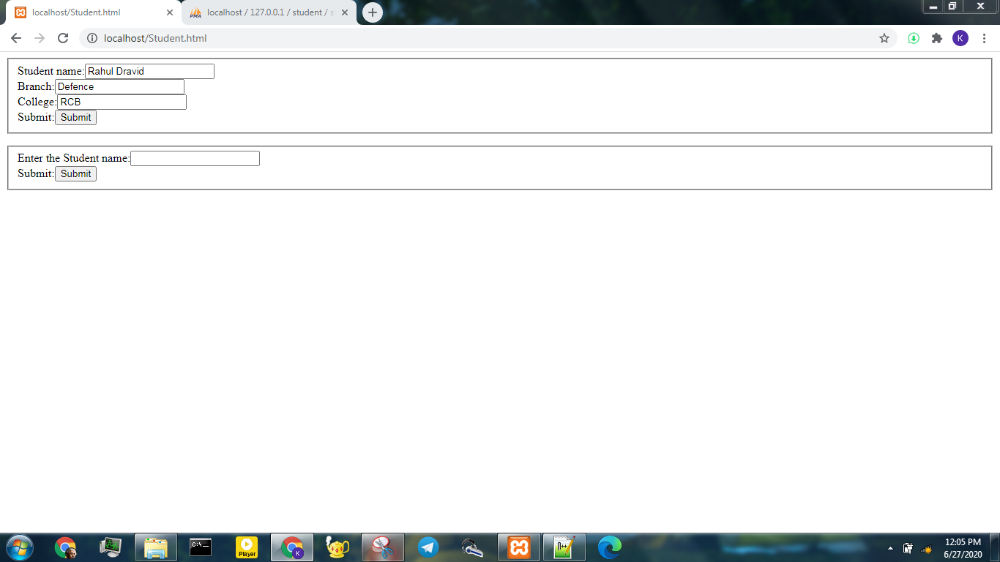 localhost/Student.html
localhost / 127.0.0.1 / student / s
localhost/Student.html
K
Student name: Rahul Dravid
Branch: Defence
College: RCB
Submit: Submit
Enter the Student name:
Submit: Submit
Player
K
12:05 PM
6/27/2020